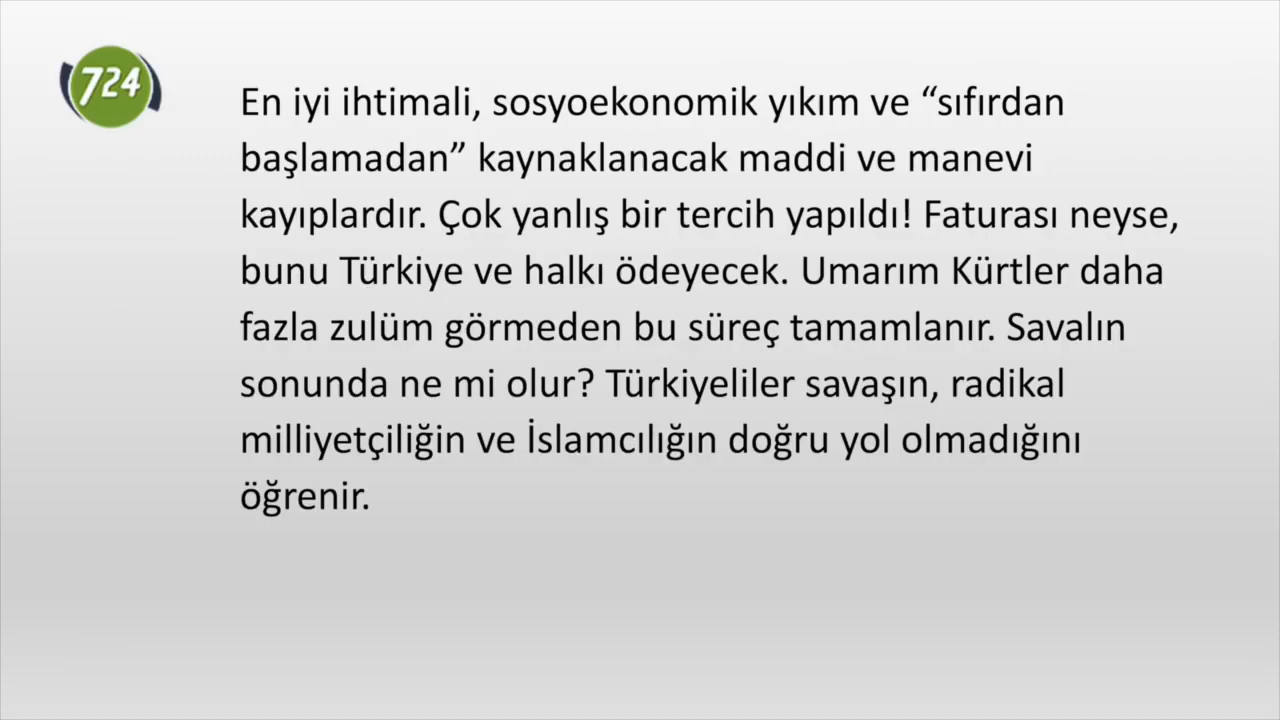 724
En iyi ihtimali, sosyoekonomik yıkım ve “sıfırdan
başlamadan” kaynaklanacak maddi ve manevi
kayıplardır. Çok yanlış bir tercih yapıldı! Faturası neyse,
bunu Türkiye ve halkı ödeyecek. Umarım Kürtler daha
fazla zulüm görmeden bu süreç tamamlanır. Savalın
sonunda ne mi olur? Türkiyeliler savaşın, radikal
milliyetçiliğin ve İslamcılığın doğru yol olmadığını
öğrenir.